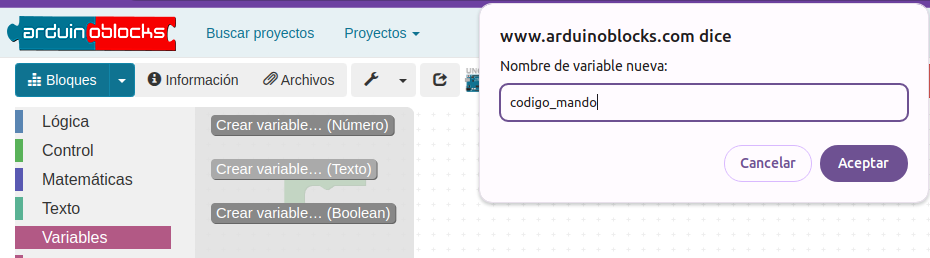 arduinoblocks
Buscar proyectos
Proyectos
Bloques
Información
Archivos
UNO
Lógica
Control
Matemáticas
Texto
Variables
Crear variable… (Número)
Crear variable… (Texto)
Crear variable… (Boolean)
www.arduinoblocks.com dice
Nombre de variable nueva:
codigo_mando
Cancelar
Aceptar